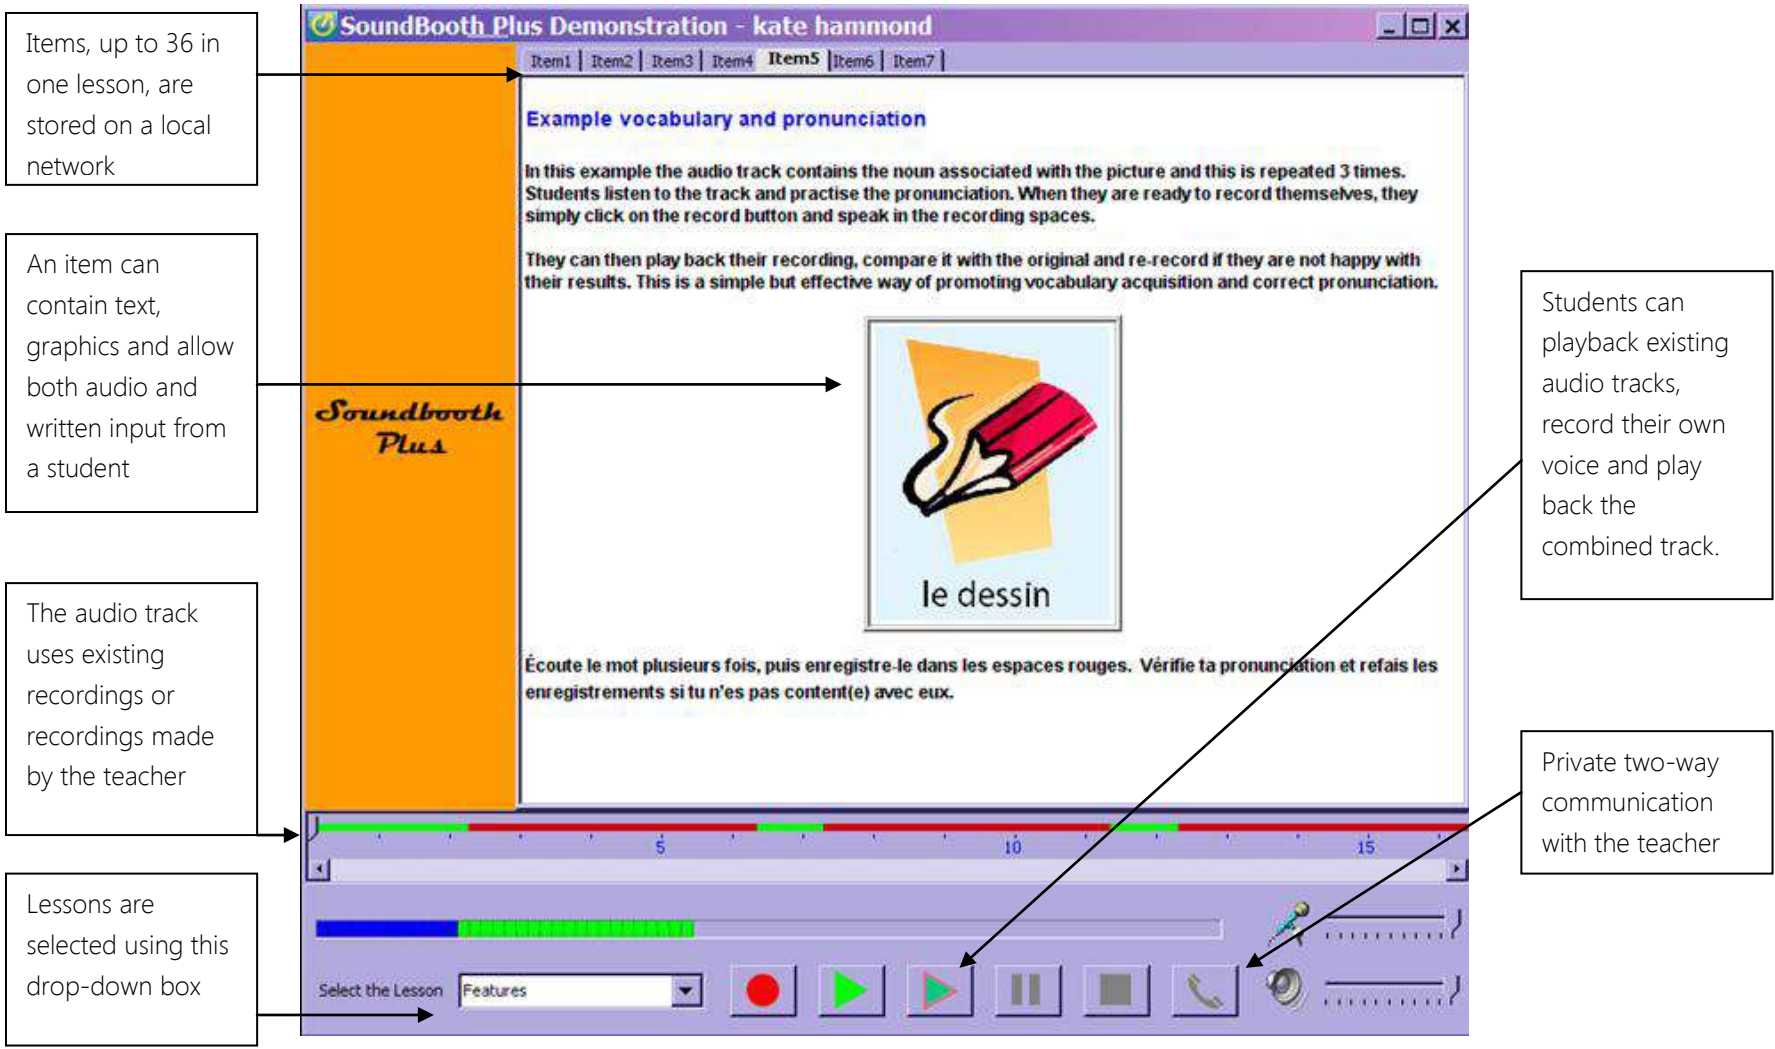 Items, up to 36 in
one lesson, are
stored on a local
network
An item can
contain text,
graphics and allow
both audio and
written input from
a student
The audio track
uses existing
recordings or
recordings made
by the teacher
Lessons are
selected using this
drop-down box
SoundBooth Plus Demonstration - kate hammond
Item1 Item2 Item3 Item4 Item5 Item6 Item7
Soundbooth
Plus
Example vocabulary and pronunciation
In this example the audio track contains the noun associated with the picture and this is repeated 3 times.
Students listen to the track and practise the pronunciation. When they are ready to record themselves, they
simply click on the record button and speak in the recording spaces.
They can then play back their recording, compare it with the original and re-record if they are not happy with
their results. This is a simple but effective way of promoting vocabulary acquisition and correct pronunciation.
le dessin
Écoute le mot plusieurs fois, puis enregistre-le dans les espaces rouges. Vérifie ta pronunciation et refais les
enregistrements si tu n'es pas content(e) avec eux.
5 10 15
Select the Lesson Features
Students can
playback existing
audio tracks,
record their own
voice and play
back the
combined track.
Private two-way
communication
with the teacher